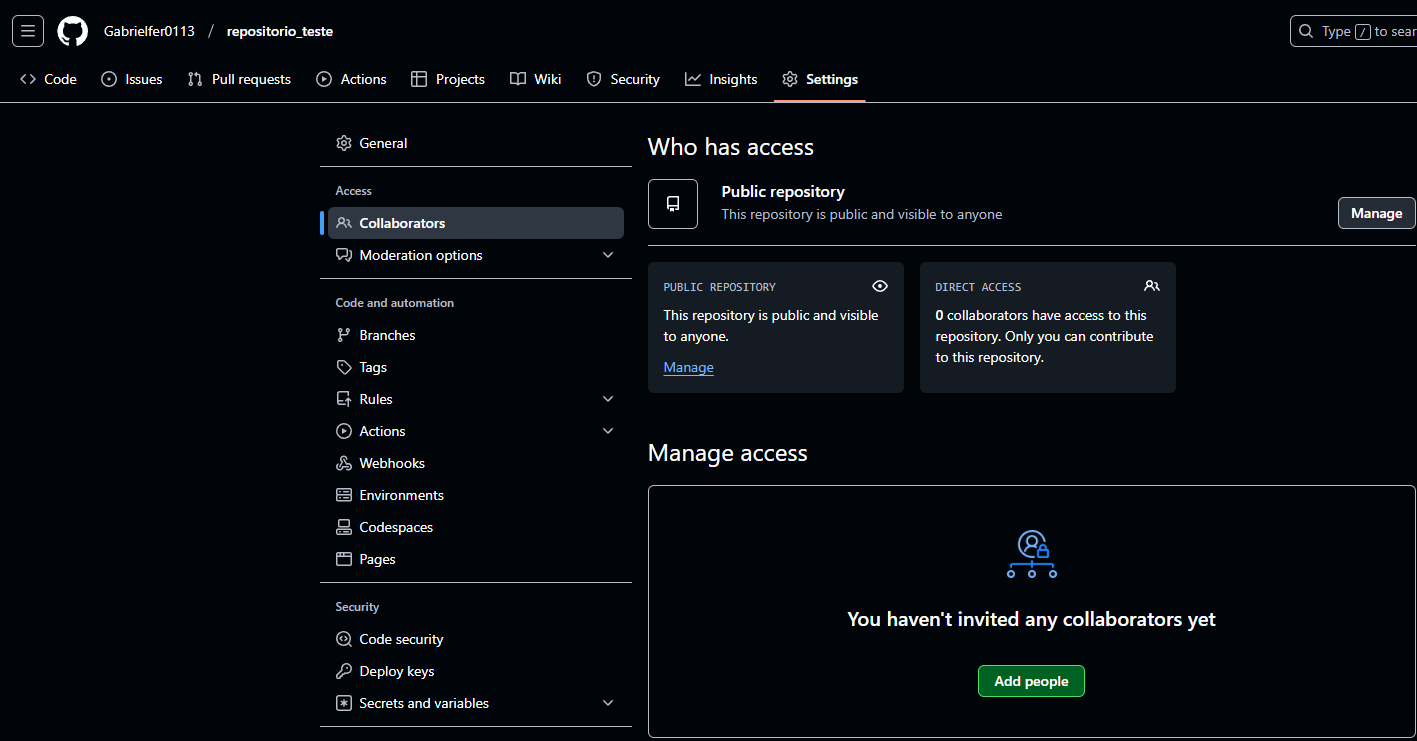 Gabrielfer0113 / repositorio_teste
Type / to sear
Code Issues Pull requests Actions Projects Wiki Security Insights Settings
General
Access
Collaborators
Moderation options
Code and automation
Branches
Tags
Rules
Actions
Webhooks
Environments
Codespaces
Pages
Security
Code security
Deploy keys
Secrets and variables
Who has access
Public repository
This repository is public and visible to anyone
Manage
PUBLIC REPOSITORY
This repository is public and visible
to anyone.
Manage
DIRECT ACCESS
0 collaborators have access to this
repository. Only you can contribute
to this repository.
Manage access
You haven't invited any collaborators yet
Add people